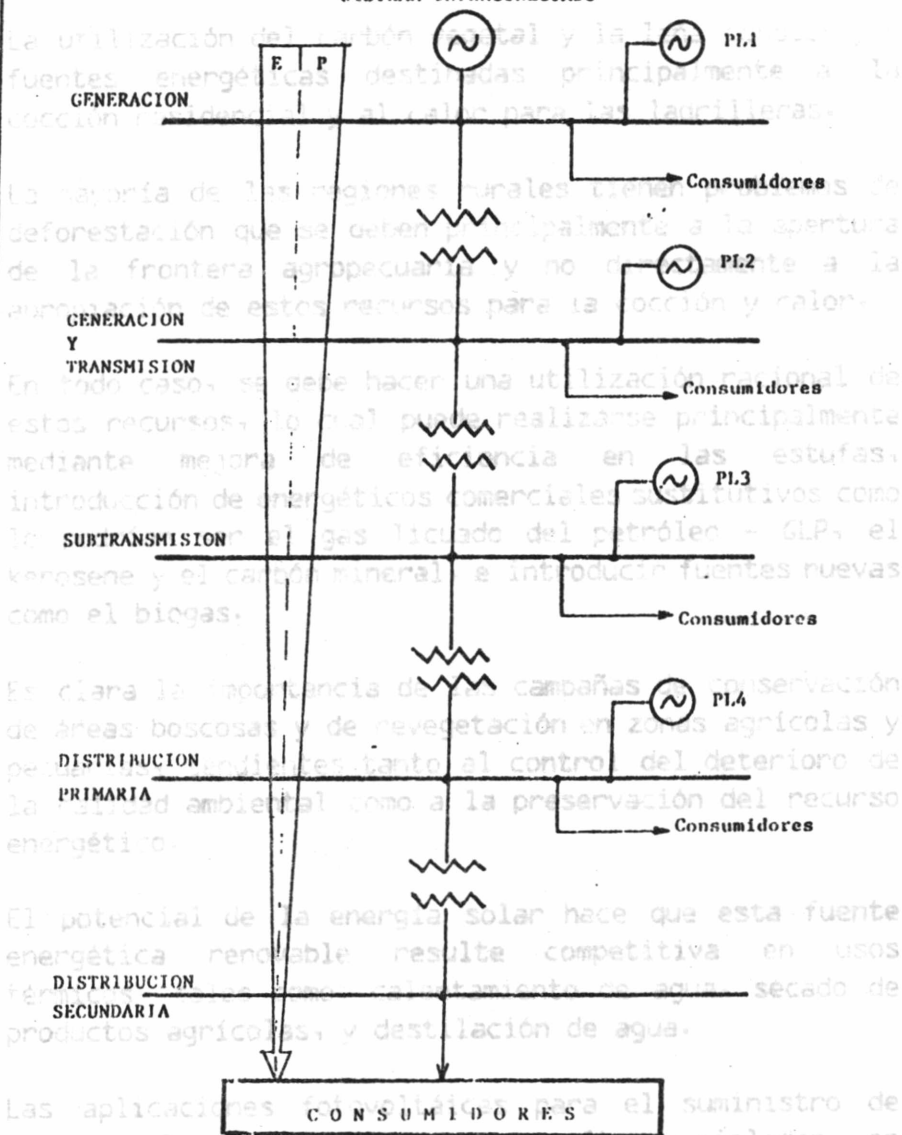 E P
PL1
GENERACION
Consumidores
PL2
GENERACION
Y
TRANSMISION
Consumidores
PL3
SUBTRANSMISION
Consumidores
PL4
DISTRIBUCION
PRIMARIA
Consumidores
DISTRIBUCION
SECUNDARIA
CONSUMIDORES
La utilización del carbón vegetal y la
fuentes energéticas destinadas principalmente a la
cocción y al calor para las
La mayoría de las regiones rurales tienen problemas de
deforestación que se deben principalmente a la apertura
de la frontera agropecuaria y no directamente a la
de estos recursos para la cocción y calor.
En todo caso, se debe hacer una utilización racional de
estos recursos, lo cual puede realizarse principalmente
mediante mejora de eficiencia en las estufas,
introducción de energéticos comerciales sustitutivos como
el gas licuado del petróleo - GLP, el
kerosene y el carbón mineral, e introducir fuentes nuevas
como el biogas.
Es clara la importancia de las campañas de conservación
de áreas boscosas y de revegetación en zonas agrícolas y
tanto al control del deterioro de
la calidad ambiental como a la preservación del recurso
energético.
El potencial de la energía solar hace que esta fuente
energética renovable resulte competitiva en usos
térmicos, tales como calentamiento de agua, secado de
productos agrícolas, y destilación de agua.
Las aplicaciones fotovoltáicas para el suministro de